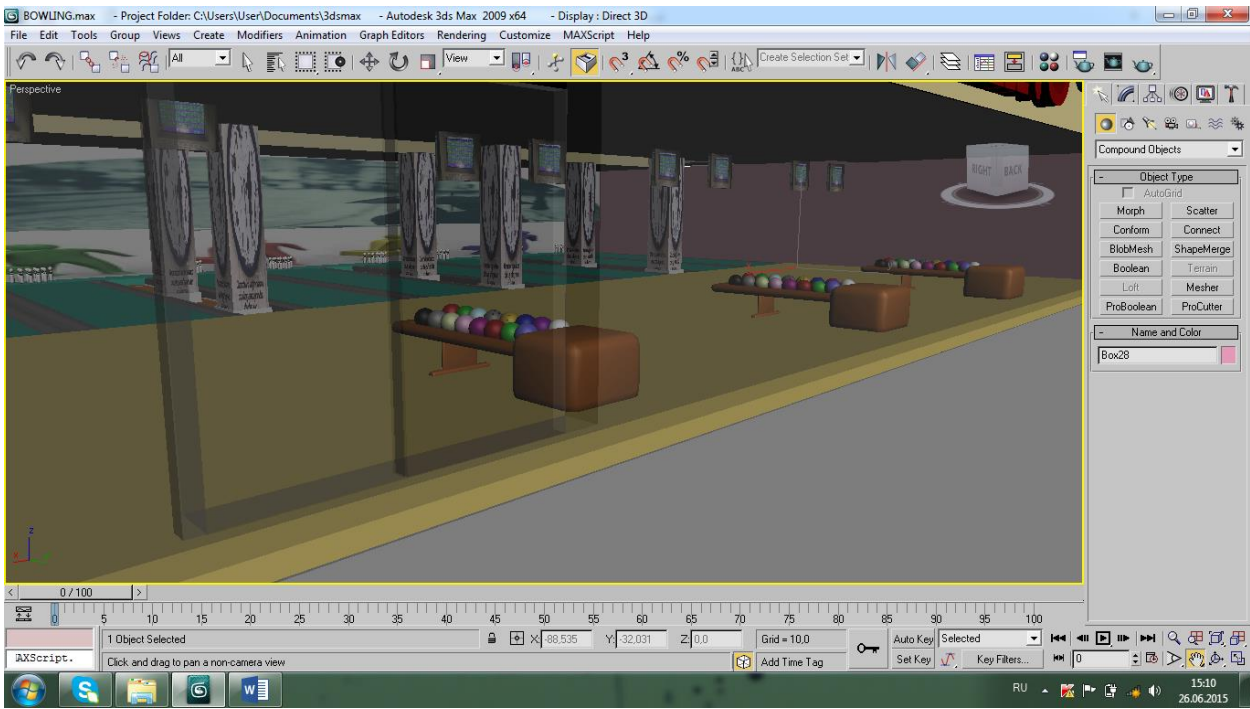 BOWLING.max - Project Folder: C:\Users\User\Documents\3dsmax - Autodesk 3ds Max 2009 x64 - Display : Direct 3D
File Edit Tools Group Views Create Modifiers Animation Graph Editors Rendering Customize MAXScript Help
All View 3 ABC Create Selection Set
Perspective
RIGHT BACK
Compound Objects
- Object Type
AutoGrid
Morph Scatter
Conform Connect
BlobMesh ShapeMerge
Boolean Terrain
Loft Mesher
ProBoolean ProCutter
- Name and Color
Box28
z
x
0 / 100
0 5 10 15 20 25 30 35 40 45 50 55 60 65 70 75 80 85 90 95 100
1 Object Selected X: -88,535 Y: -32,031 Z: 0,0 Grid = 10,0 Auto Key Selected
AXScript. Click and drag to pan a non-camera view Add Time Tag Set Key Key Filters... 0
RU 15:10
26.06.2015